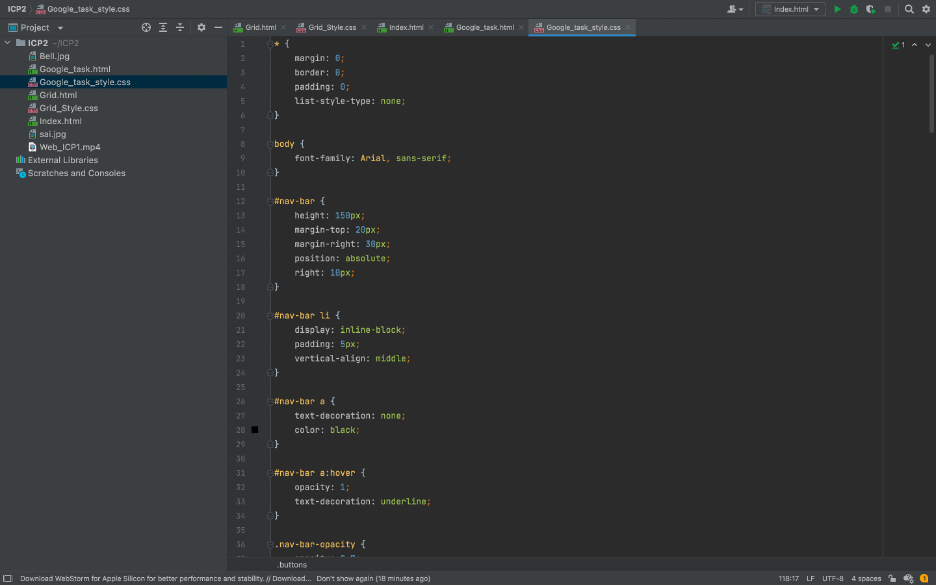 ICP2 Google_task_style.css Index.html
Project Grid.html Grid_Style.css Index.html Google_task.html Google_task_style.css
ICP2 ~/ICP2
Bell.jpg
Google_task.html
Google_task_style.css
Grid.html
Grid_Style.css
Index.html
sai.jpg
Web_ICP1.mp4
External Libraries
Scratches and Consoles
1 * {
2 margin: 0;
3 border: 0;
4 padding: 0;
5 list-style-type: none;
6 }
7
8 body {
9 font-family: Arial, sans-serif;
10 }
11
12 #nav-bar {
13 height: 150px;
14 margin-top: 20px;
15 margin-right: 30px;
16 position: absolute;
17 right: 10px;
18 }
19
20 #nav-bar li {
21 display: inline-block;
22 padding: 5px;
23 vertical-align: middle;
24 }
25
26 #nav-bar a {
27 text-decoration: none;
28 color: black;
29 }
30
31 #nav-bar a:hover {
32 opacity: 1;
33 text-decoration: underline;
34 }
35
36 .nav-bar-opacity {
1
.buttons
Download WebStorm for Apple Silicon for better performance and stability. // Download... Don't show again (18 minutes ago) 118:17 LF UTF-8 4 spaces 1